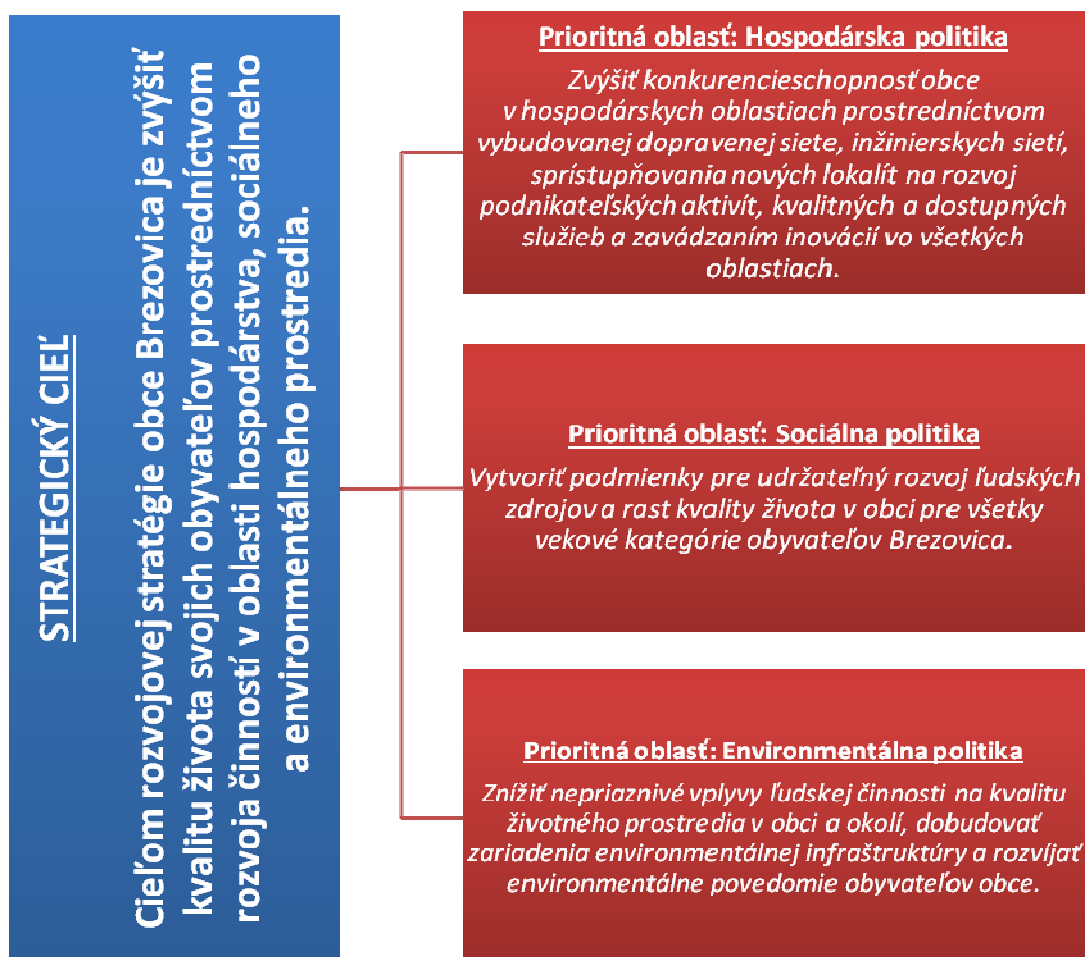 STRATEGICKÝ CIEĽ
Cieľom rozvojovej stratégie obce Brezovica je zvýšiť
kvalitu života svojich obyvateľov prostredníctvom
rozvoja činností v oblasti hospodárstva, sociálneho
a environmentálneho prostredia.
Prioritná oblasť: Hospodárska politika
Zvýšiť konkurencieschopnosť obce
v hospodárskych oblastiach prostredníctvom
vybudovanej dopravenej siete, inžinierskych sietí,
sprístupňovania nových lokalít na rozvoj
podnikateľských aktivít, kvalitných a dostupných
služieb a zavádzaním inovácií vo všetkých
oblastiach.
Prioritná oblasť: Sociálna politika
Vytvoriť podmienky pre udržateľný rozvoj ľudských
zdrojov a rast kvality života v obci pre všetky
vekové kategórie obyvateľov Brezovica.
Prioritná oblasť: Environmentálna politika
Znížiť nepriaznivé vplyvy ľudskej činnosti na kvalitu
životného prostredia v obci a okolí, dobudovať
zariadenia environmentálnej infraštruktúry a rozvíjať
environmentálne povedomie obyvateľov obce.